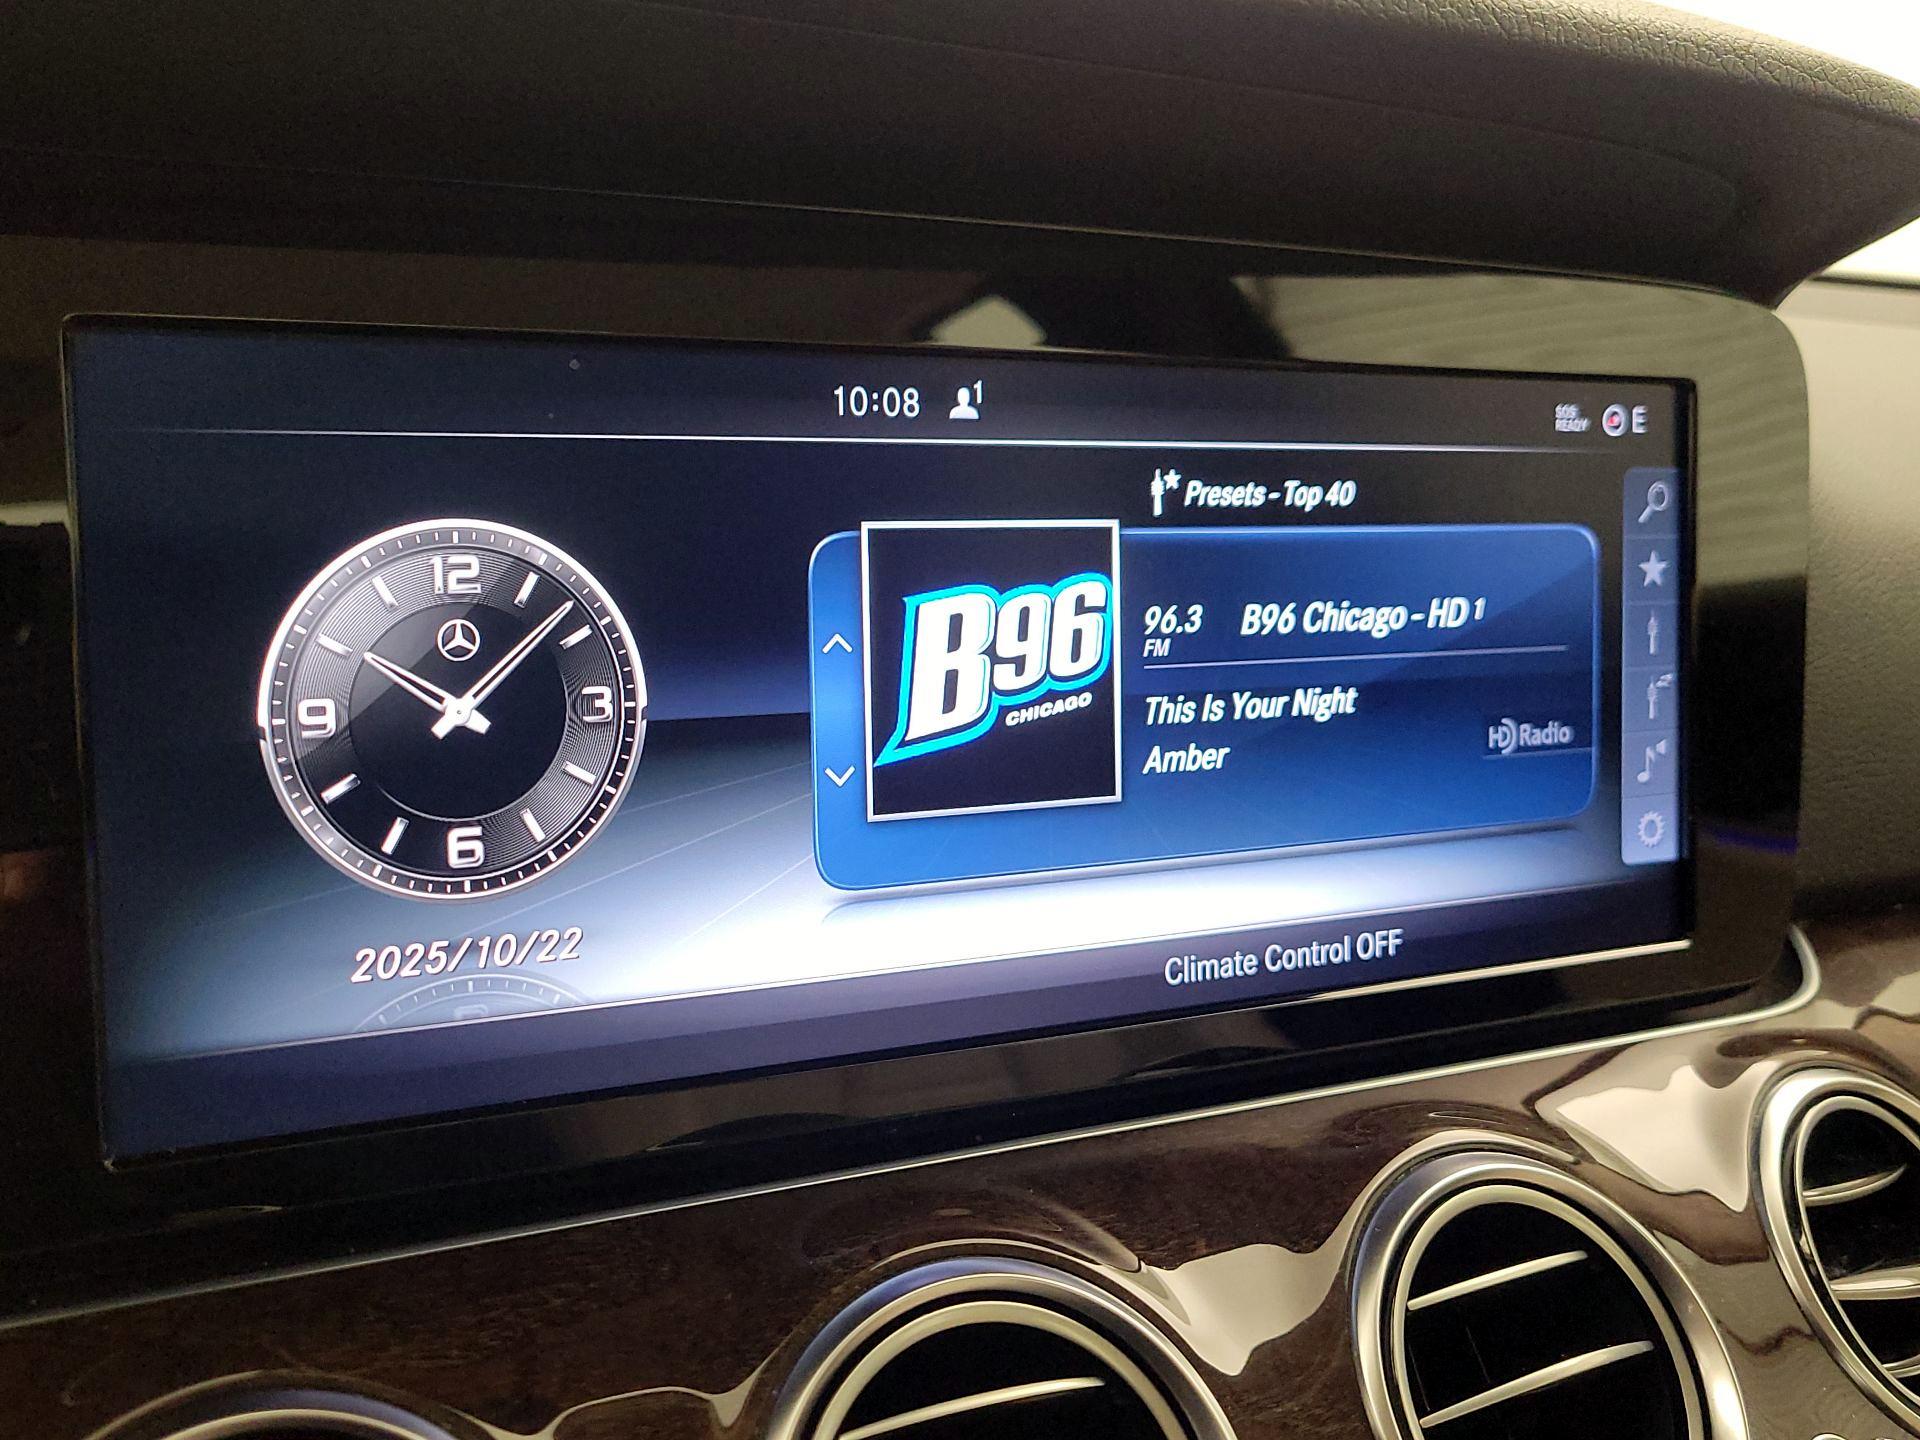 10:08 1
SOS
READY
E
Presets - Top 40
12
9 3
6
2025/10/22
B96
CHICAGO
96.3
FM
B96 Chicago - HD 1
This Is Your Night
Amber
HD Radio
Climate Control OFF